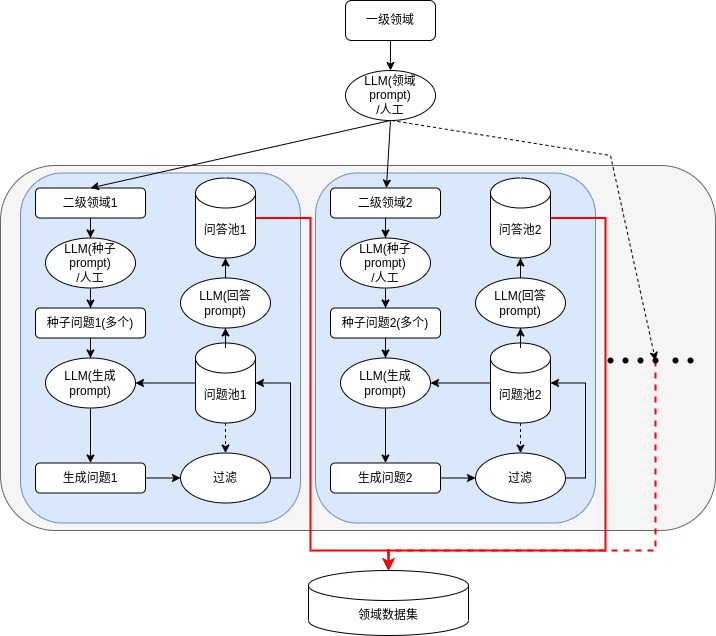 一级领域
LLM(领域
prompt)
/人工
二级领域1
LLM(种子
prompt)
/人工
种子问题1(多个)
LLM(生成
prompt)
生成问题1
问答池1
LLM(回答
prompt)
问题池1
过滤
二级领域2
LLM(种子
prompt)
/人工
种子问题2(多个)
LLM(生成
prompt)
生成问题2
问答池2
LLM(回答
prompt)
问题池2
过滤
领域数据集